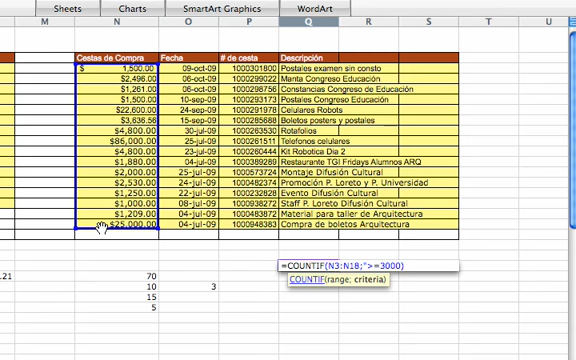 Sheets Charts SmartArt Graphics WordArt
M N O P Q R S T U
Cestas de Compra Fecha # de cesta Descripción
$ 1,500.00 09-oct-09 1000301800 Postales examen sin consto
$2,496.00 06-oct-09 1000299022 Manta Congreso Educación
$1,261.00 06-oct-09 1000298756 Constancias Congreso de Educación
$1,500.00 10-sep-09 1000293173 Postales Congreso Educación
$22,600.00 24-sep-09 1000291978 Celulares Robots
$3,636.56 15-sep-09 1000285688 Boletos posters y postales
$4,800.00 30-jul-09 1000263530 Rotafolios
$86,000.00 25-jul-09 1000261511 Telefonos celulares
$4,800.00 23-jul-09 1000260444 Kit Robotica Dia 2
$1,880.00 04-jul-09 1000389289 Restaurante TGI Fridays Alumnos ARQ
$2,000.00 25-jul-09 1000573724 Montaje Difusión Cultural
$2,530.00 24-jul-09 1000482374 Promoción P. Loreto y P. Universidad
$1,250.00 22-jul-09 1000232828 Evento Difusión Cultural
$1,000.00 08-jul-09 1000938272 Staff P. Loreto Difusión Cultural
$1,209.00 04-jul-09 1000483872 Material para taller de Arquitectura
$25,000.00 04-jul-09 1000948383 Compra de boletos Arquitectura
=COUNTIF(N3:N18;">=3000)
COUNTIF(range; criteria)
.21 70
10 3
15
5